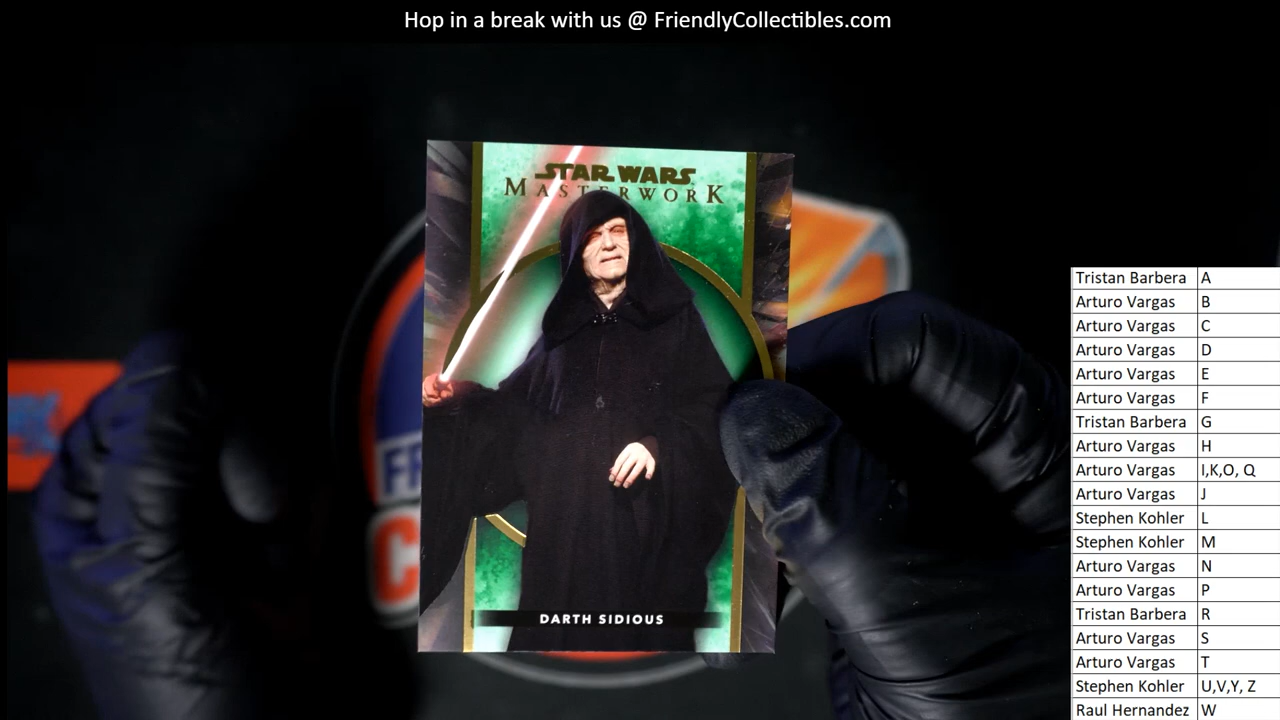 Hop in a break with us @ FriendlyCollectibles.com
STAR WARS
MASTERWORK
DARTH SIDIOUS
FR
C
Tristan Barbera A
Arturo Vargas B
Arturo Vargas C
Arturo Vargas D
Arturo Vargas E
Arturo Vargas F
Tristan Barbera G
Arturo Vargas H
Arturo Vargas I,K,O, Q
Arturo Vargas J
Stephen Kohler L
Stephen Kohler M
Arturo Vargas N
Arturo Vargas P
Tristan Barbera R
Arturo Vargas S
Arturo Vargas T
Stephen Kohler U,V,Y, Z
Raul Hernandez W